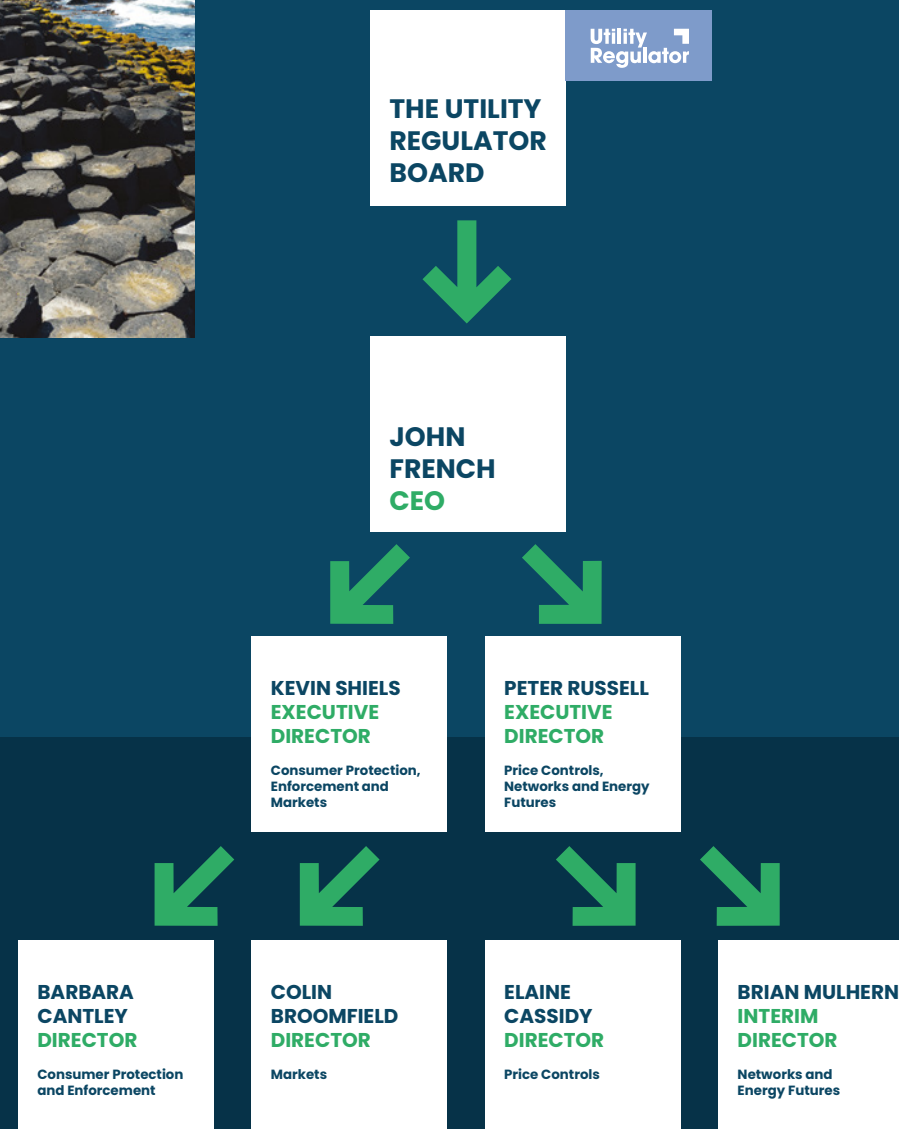 Utility
Regulator
THE UTILITY
REGULATOR
BOARD
JOHN
FRENCH
CEO
KEVIN SHIELS
EXECUTIVE
DIRECTOR
Consumer Protection,
Enforcement and
Markets
PETER RUSSELL
EXECUTIVE
DIRECTOR
Price Controls,
Networks and Energy
Futures
BARBARA
CANTLEY
DIRECTOR
Consumer Protection
and Enforcement
COLIN
BROOMFIELD
DIRECTOR
Markets
ELAINE
CASSIDY
DIRECTOR
Price Controls
BRIAN MULHERN
INTERIM
DIRECTOR
Networks and
Energy Futures